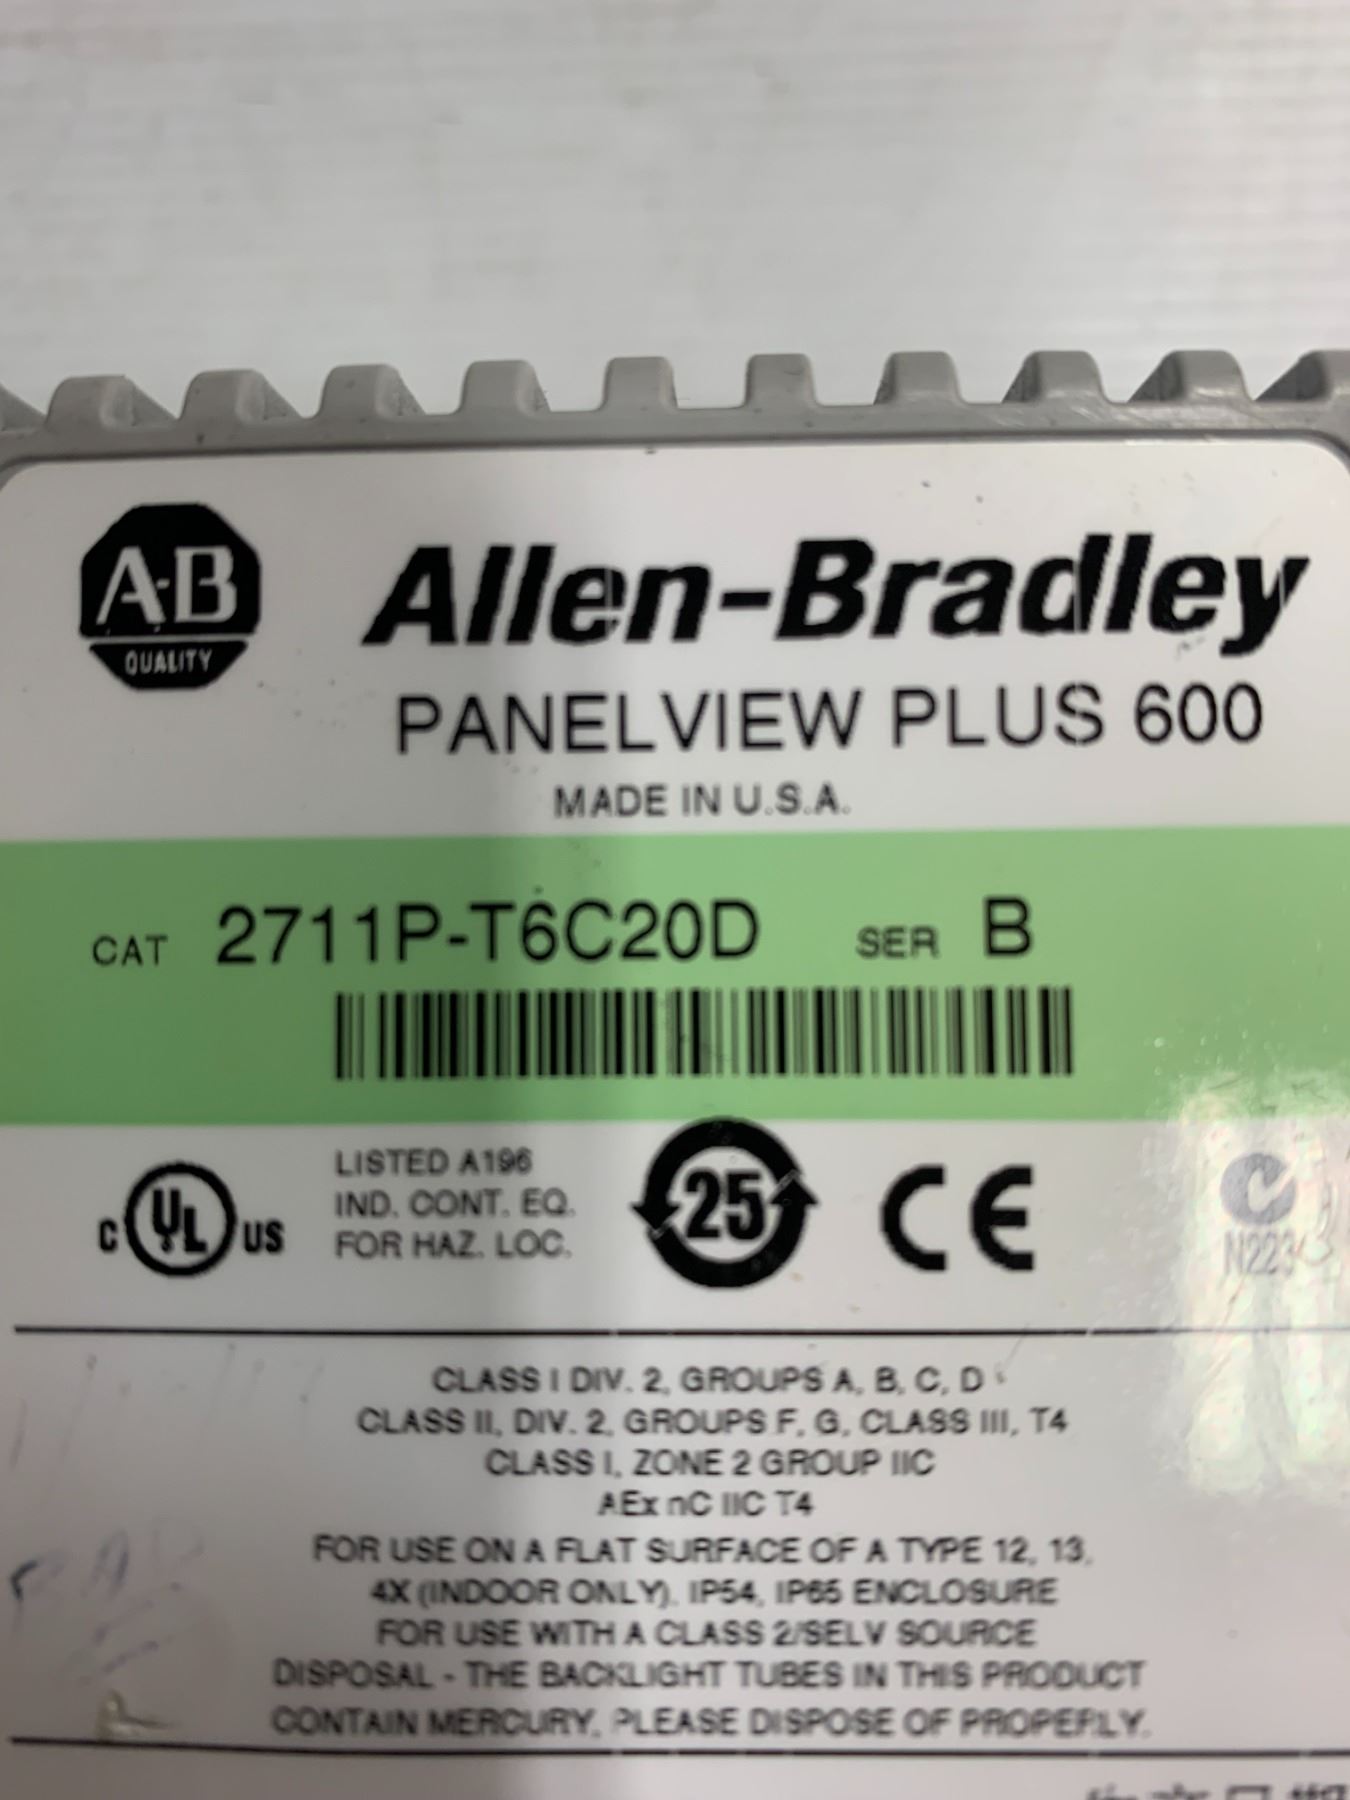 A-B
QUALITY
Allen-Bradley
PANELVIEW PLUS 600
MADE IN U.S.A.
CAT 2711P-T6C20D SER B
C UL US
LISTED A196
IND. CONT. EQ.
FOR HAZ. LOC.
25
CE
N223
CLASS I DIV. 2, GROUPS A, B, C, D
CLASS II, DIV. 2, GROUPS F, G, CLASS III, T4
CLASS I, ZONE 2 GROUP IIC
AEx nC IIC T4
FOR USE ON A FLAT SURFACE OF A TYPE 12, 13,
4X (INDOOR ONLY), IP54, IP65 ENCLOSURE
FOR USE WITH A CLASS 2/SELV SOURCE
DISPOSAL - THE BACKLIGHT TUBES IN THIS PRODUCT
CONTAIN MERCURY. PLEASE DISPOSE OF PROPERLY.